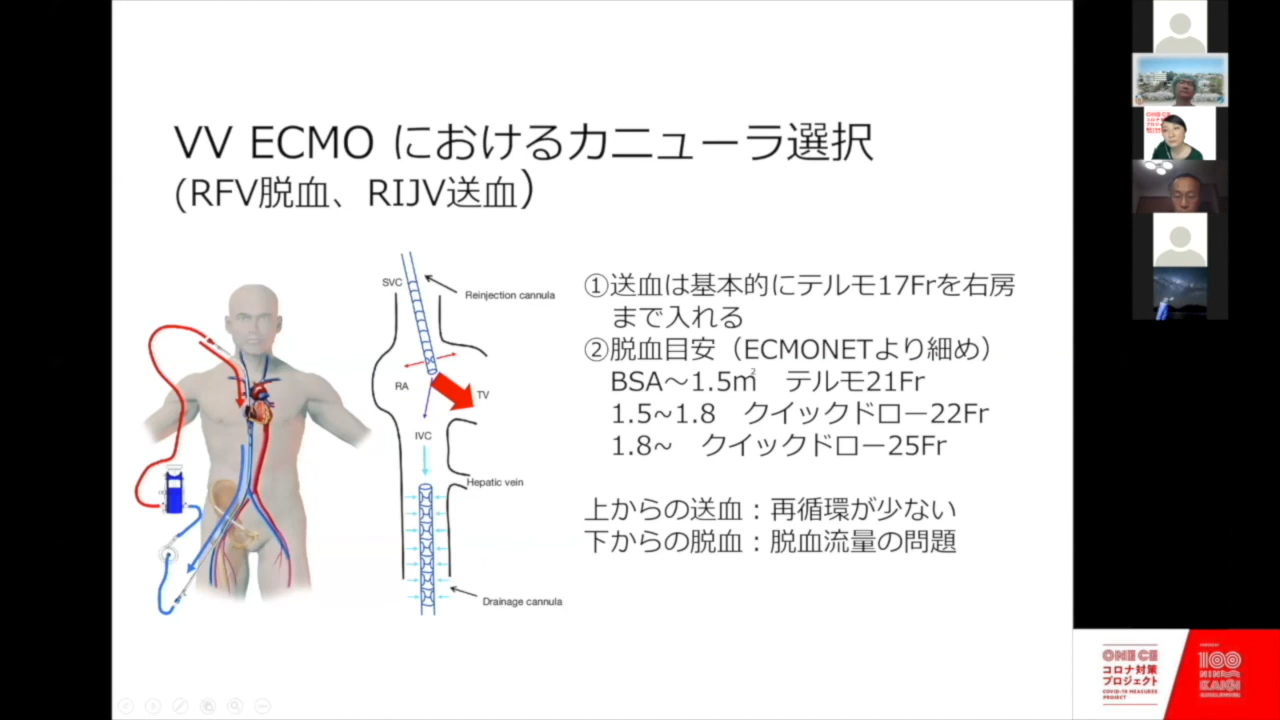 VV ECMO におけるカニューラ選択
(RFV脱血、RIJV送血)
SVC
Reinjection cannula
RA
TV
IVC
Hepatic vein
Drainage cannula
①送血は基本的にテルモ17Frを右房
まで入れる
②脱血目安（ECMONETより細め）
BSA～1.5㎡ テルモ21Fr
1.5~1.8 クイックドロー22Fr
1.8~ クイックドロー25Fr
上からの送血：再循環が少ない
下からの脱血：脱血流量の問題
ONE CE
コロナ対策
プロジェクト
COVID-19 MEASURES
PROJECT
100
NIN
KAIGI